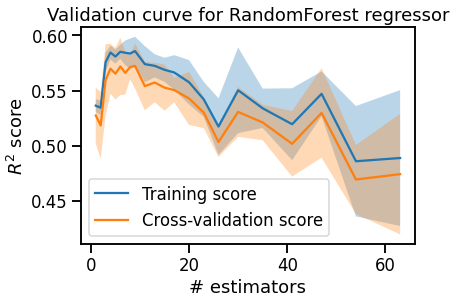 Validation curve for RandomForest regressor
0.60
0.55
0.50
0.45
R² score
Training score
Cross-validation score
0
20
40
60
# estimators